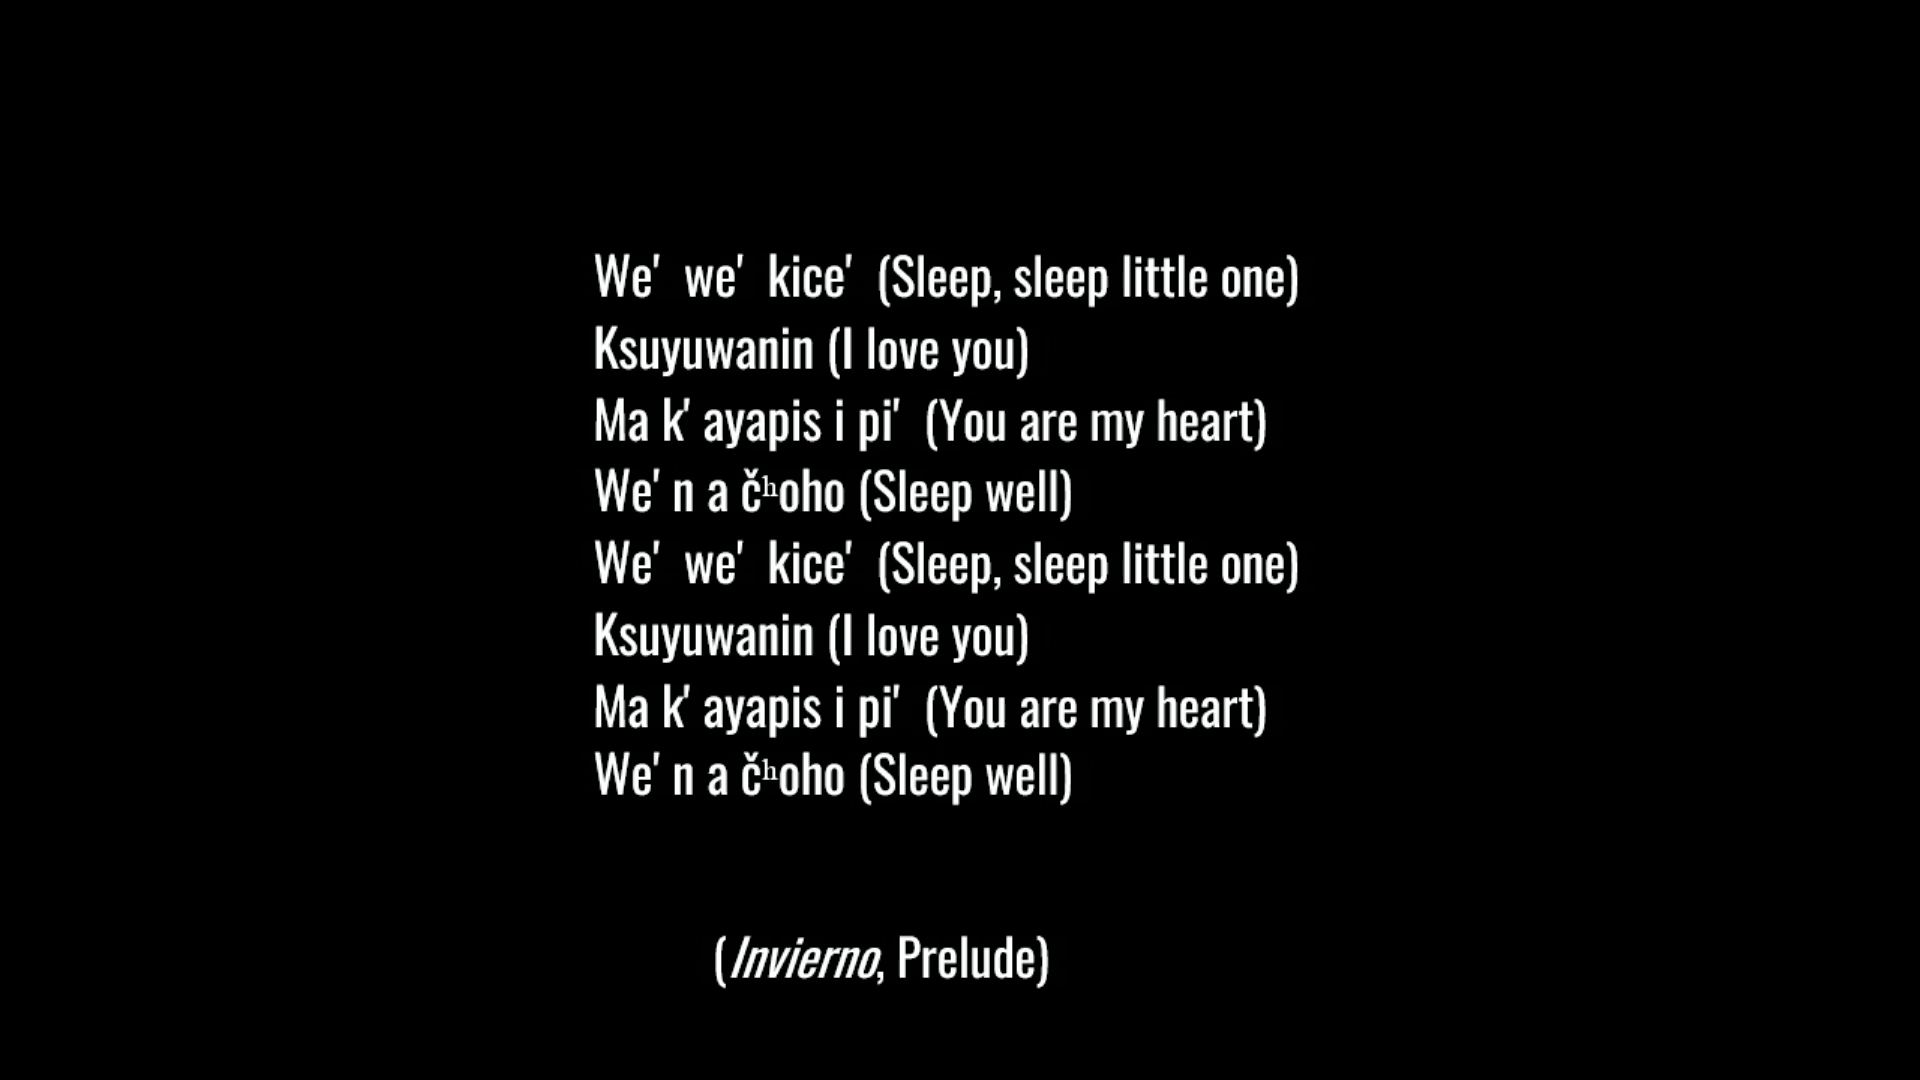 We' we' kice' (Sleep, sleep little one)
Ksuyuwanin (I love you)
Ma k' ayapis i pi' (You are my heart)
We' n a čʰoho (Sleep well)
We' we' kice' (Sleep, sleep little one)
Ksuyuwanin (I love you)
Ma k' ayapis i pi' (You are my heart)
We' n a čʰoho (Sleep well)
(Invierno, Prelude)